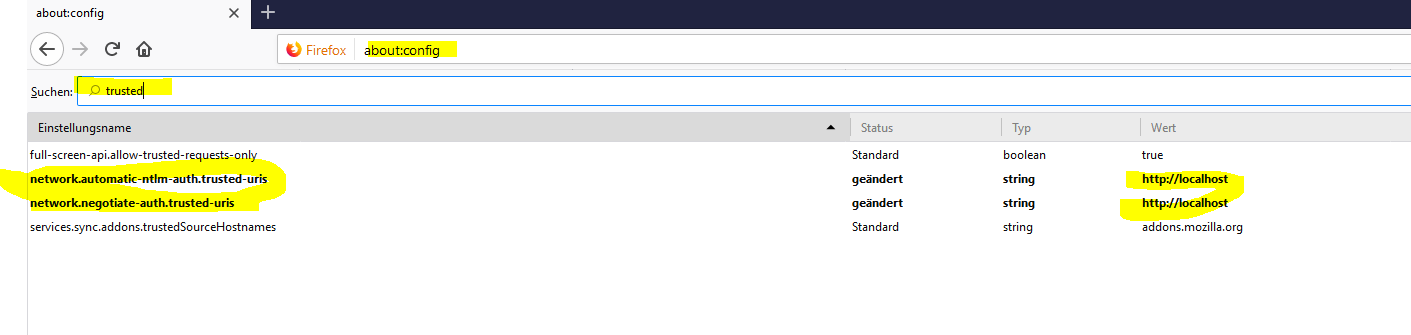 about:config
Firefox about:config
Suchen: trusted
Einstellungsname Status Typ Wert
full-screen-api.allow-trusted-requests-only Standard boolean true
network.automatic-ntlm-auth.trusted-uris geändert string http://localhost
network.negotiate-auth.trusted-uris geändert string http://localhost
services.sync.addons.trustedSourceHostnames Standard string addons.mozilla.org